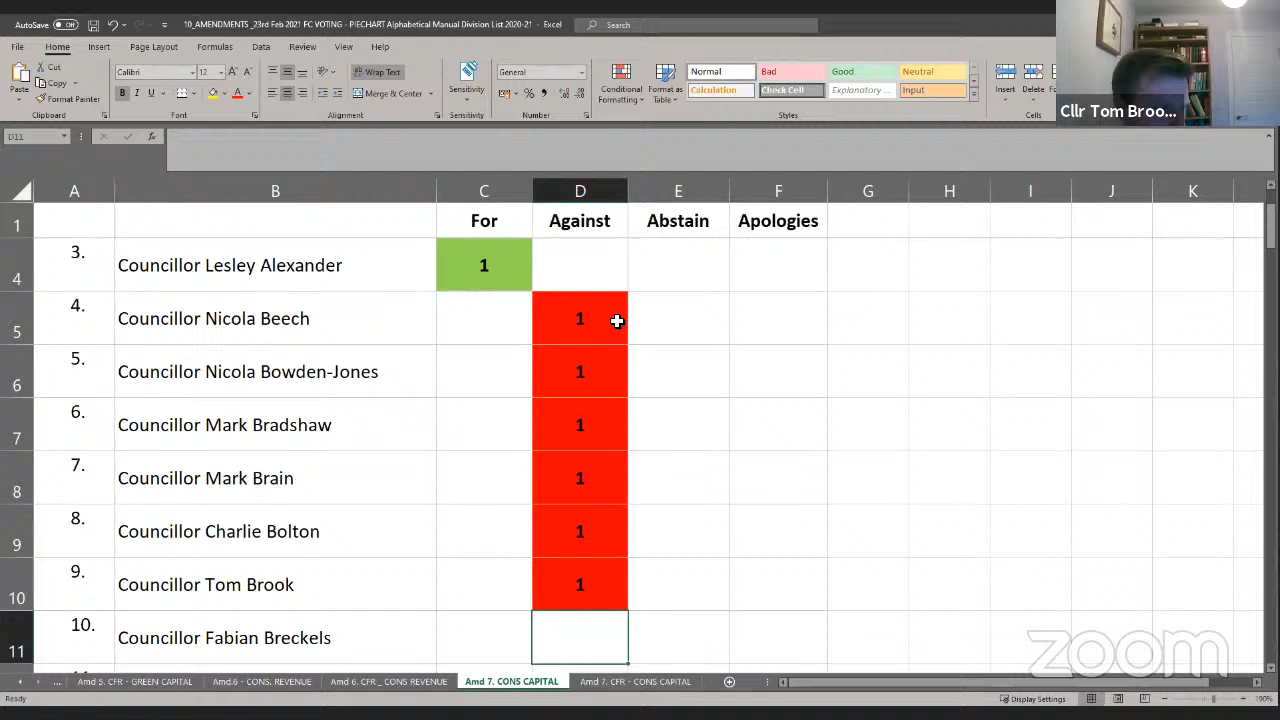 AutoSave Off 10_AMENDMENTS _23rd Feb 2021 FC VOTING - PIECHART Alphabetical Manual Division List 2020-21 - Excel Search
File Home Insert Page Layout Formulas Data Review View Help
Paste Cut Copy Format Painter Clipboard
Calibri 12 A A B I U A Font
Wrap Text Merge & Center Alignment
Sensitivity Sensitivity
General % Number
Conditional Formatting Format as Table Normal Bad Good Neutral
Calculation Check Cell Explanatory ... Input Styles
Insert Delete Cells
Cllr Tom Broo...
D11 fx
A B C D E F G H I J K
1 For Against Abstain Apologies
4 3. Councillor Lesley Alexander 1
5 4. Councillor Nicola Beech 1
6 5. Councillor Nicola Bowden-Jones 1
7 6. Councillor Mark Bradshaw 1
8 7. Councillor Mark Brain 1
9 8. Councillor Charlie Bolton 1
10 9. Councillor Tom Brook 1
11 10. Councillor Fabian Breckels
zoom
... Amd 5. CFR - GREEN CAPITAL Amd.6 - CONS. REVENUE Amd 6. CFR _ CONS REVENUE Amd 7. CONS CAPITAL Amd 7. CFR - CONS CAPITAL
Ready Display Settings 190%